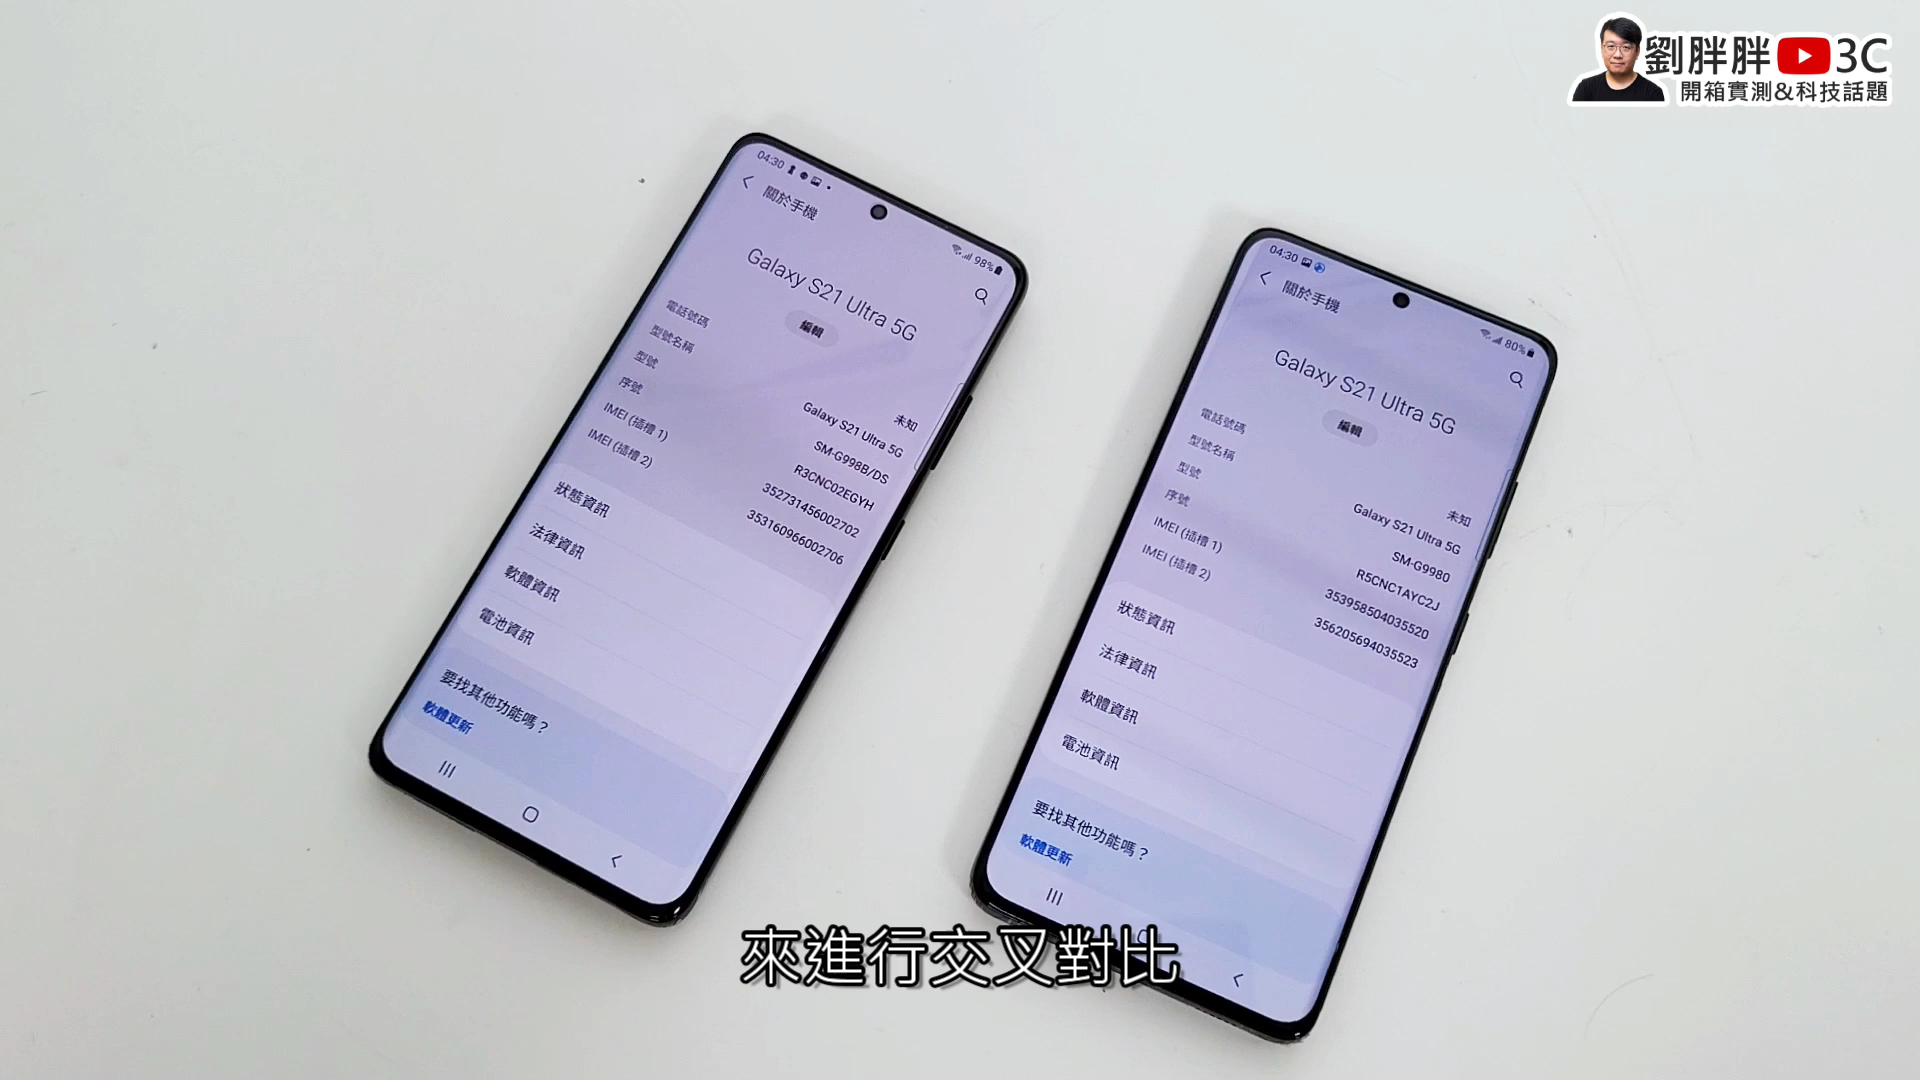 劉胖胖 3C
開箱實測&科技話題
04:30
98%
關於手機
Galaxy S21 Ultra 5G
編輯
電話號碼
未知
型號名稱
Galaxy S21 Ultra 5G
型號
SM-G998B/DS
序號
R3CNC02EGYH
IMEI (插槽 1)
352731456002702
IMEI (插槽 2)
353160966002706
狀態資訊
法律資訊
軟體資訊
電池資訊
要找其他功能嗎？
軟體更新
04:30
80%
關於手機
Galaxy S21 Ultra 5G
編輯
電話號碼
未知
型號名稱
Galaxy S21 Ultra 5G
型號
SM-G9980
序號
R5CNC1AYC2J
IMEI (插槽 1)
353958504035520
IMEI (插槽 2)
356205694035523
狀態資訊
法律資訊
軟體資訊
電池資訊
要找其他功能嗎？
軟體更新
來進行交叉對比